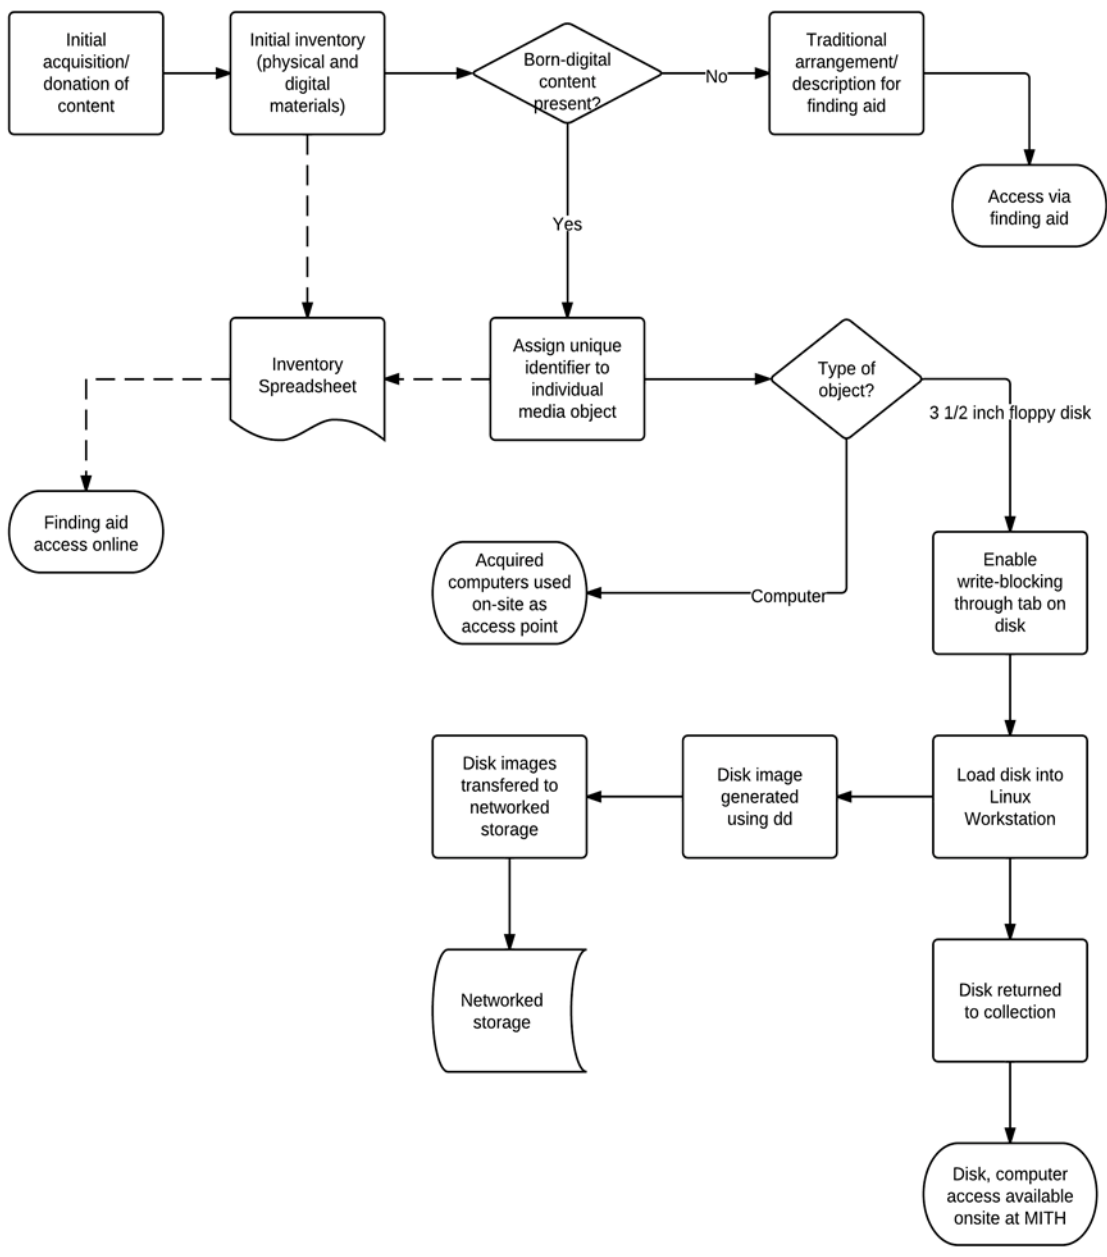 Initial
acquisition/
donation of
content
Initial inventory
(physical and
digital
materials)
Born-digital
content
present?
No
Traditional
arrangement/
description for
finding aid
Access via
finding aid
Yes
Inventory
Spreadsheet
Assign unique
identifier to
individual
media object
Type of
object?
3 1/2 inch floppy disk
Finding aid
access online
Acquired
computers used
on-site as
access point
Computer
Enable
write-blocking
through tab on
disk
Disk images
transfered to
networked
storage
Disk image
generated
using dd
Load disk into
Linux
Workstation
Networked
storage
Disk returned
to collection
Disk, computer
access available
onsite at MITH